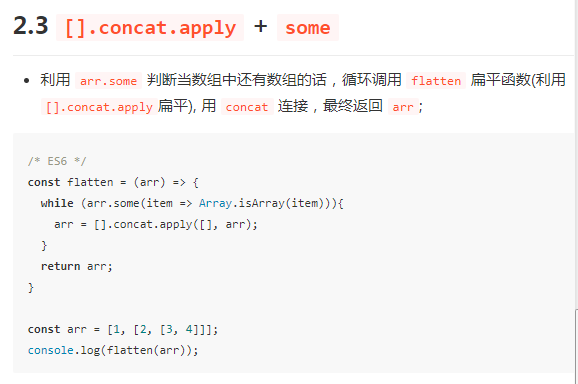 2.3 [].concat.apply + some
• 利用 arr.some 判断当数组中还有数组的话，循环调用 flatten 扁平函数(利用
[].concat.apply 扁平), 用 concat 连接，最终返回 arr；
/* ES6 */
const flatten = (arr) => {
  while (arr.some(item => Array.isArray(item))){
    arr = [].concat.apply([], arr);
  }
  return arr;
}

const arr = [1, [2, [3, 4]]];
console.log(flatten(arr));